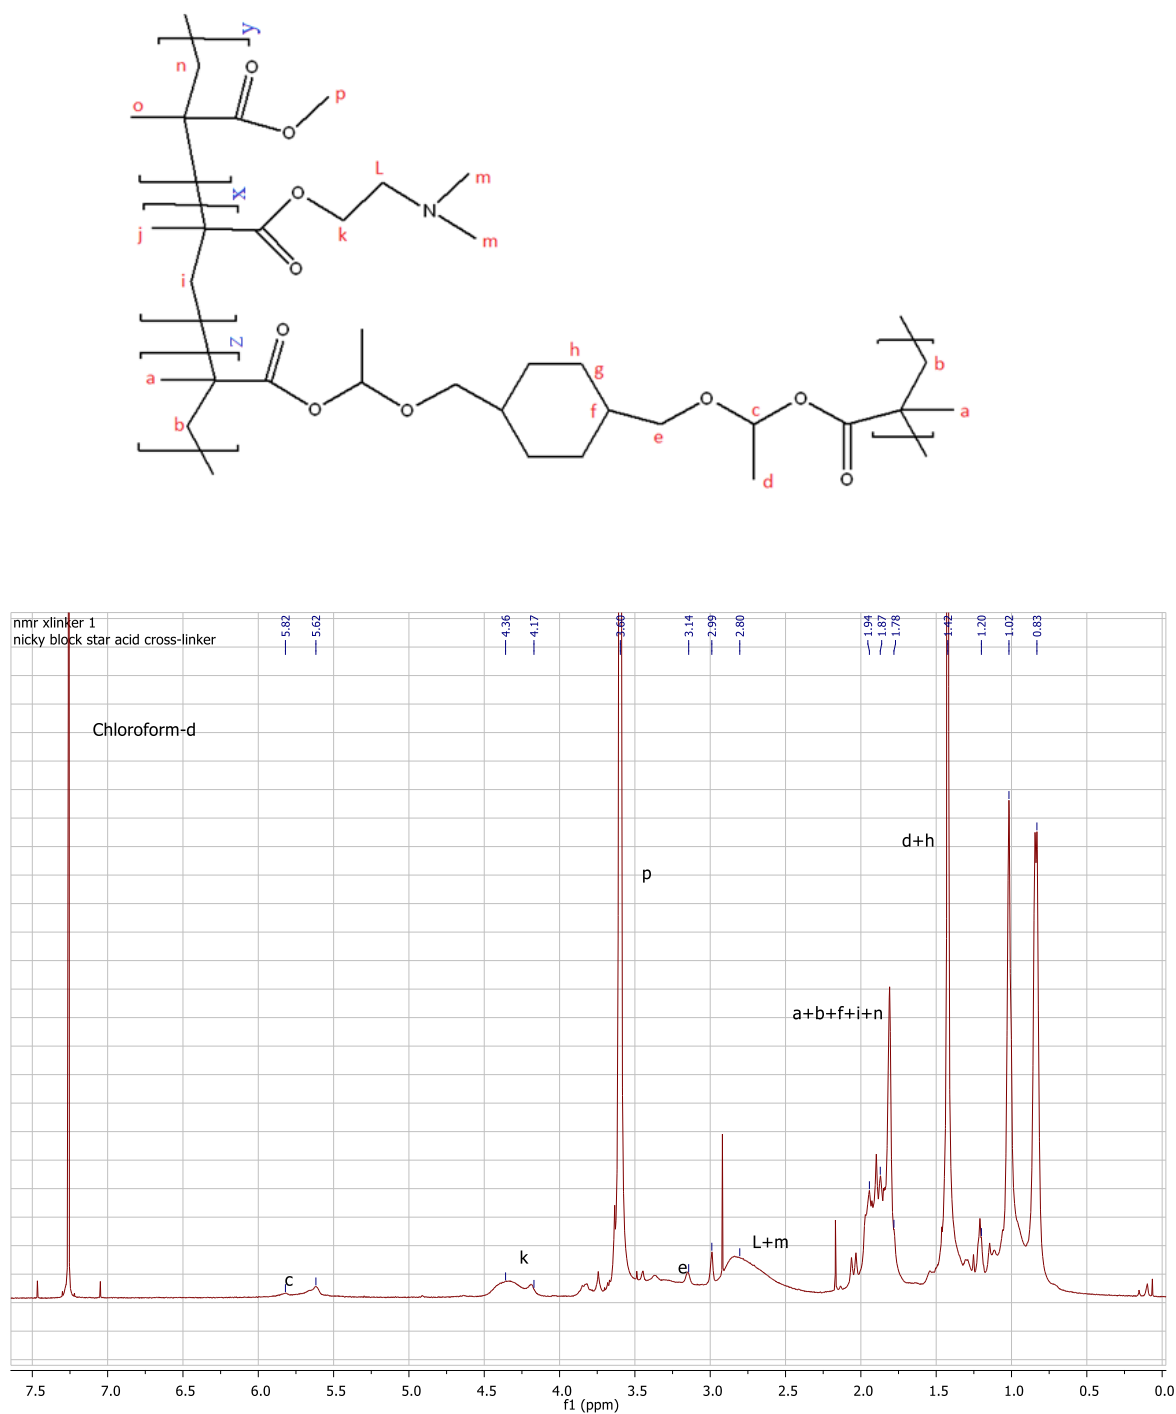 y
n
O
p
o
O
x
L
m
O
N
j
k
m
O
i
z
O
h
g
b
a
O
O
f
O
c
O
a
b
e
d
O
nmr xlinker 1
nicky block star acid cross-linker
5.82
5.62
4.36
4.17
3.60
3.14
2.99
2.80
1.94
1.87
1.78
1.42
1.20
1.02
0.83
Chloroform-d
d+h
p
a+b+f+i+n
L+m
k
e
c
7.5 7.0 6.5 6.0 5.5 5.0 4.5 4.0 3.5 3.0 2.5 2.0 1.5 1.0 0.5 0.0
f1 (ppm)